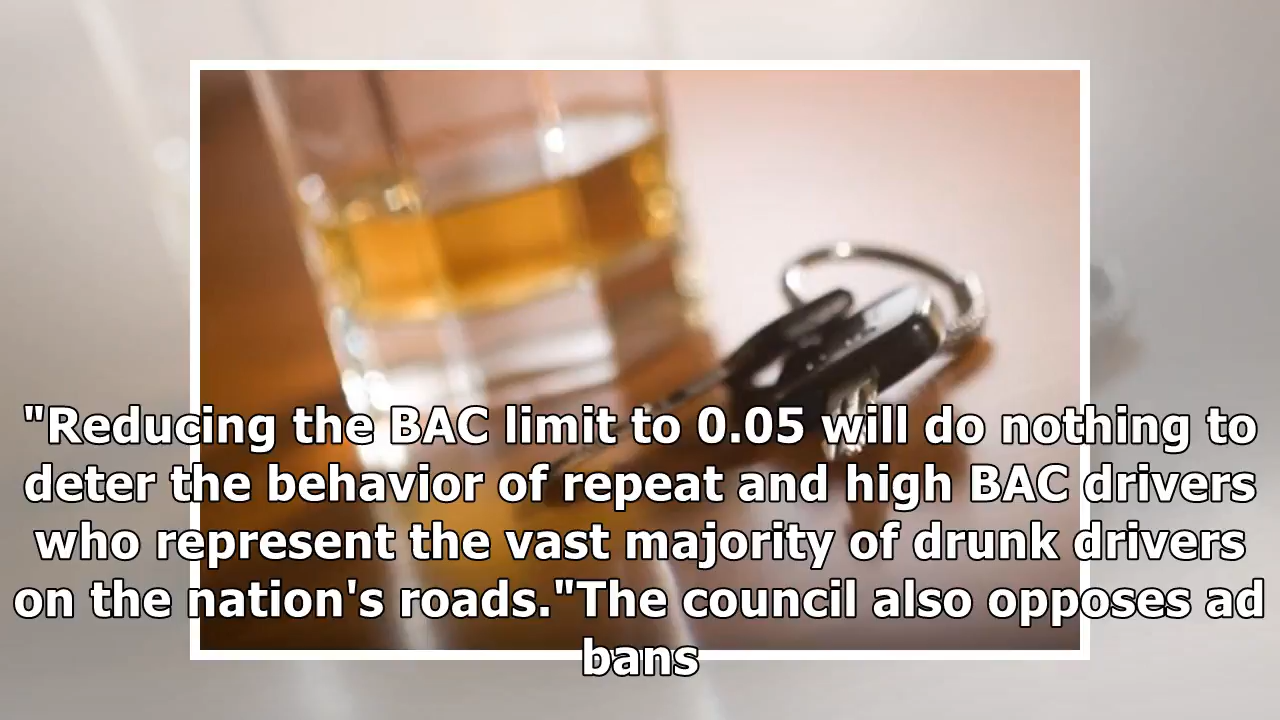 "Reducing the BAC limit to 0.05 will do nothing to
deter the behavior of repeat and high BAC drivers
who represent the vast majority of drunk drivers
on the nation's roads."The council also opposes ad
bans